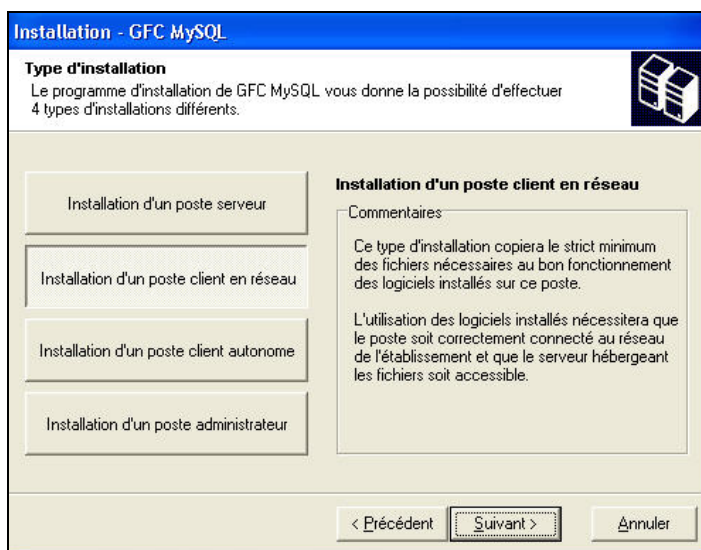 Installation - GFC MySQL
Type d'installation
Le programme d'installation de GFC MySQL vous donne la possibilité d'effectuer
4 types d'installations différents.
Installation d'un poste serveur
Installation d'un poste client en réseau
Installation d'un poste client autonome
Installation d'un poste administrateur
Installation d'un poste client en réseau
Commentaires
Ce type d'installation copiera le strict minimum
des fichiers nécessaires au bon fonctionnement
des logiciels installés sur ce poste.
L'utilisation des logiciels installés nécessitera que
le poste soit correctement connecté au réseau
de l'établissement et que le serveur hébergeant
les fichiers soit accessible.
< Précédent
Suivant >
Annuler